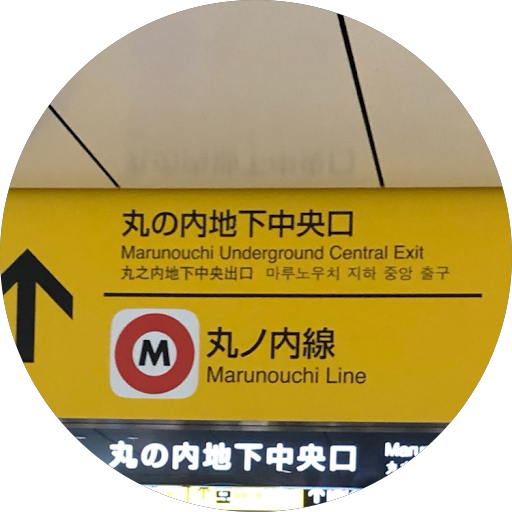 丸の内地下中央口
Marunouchi Underground Central Exit
丸之内地下中央出口 마루노우치 지하 중앙 출구
M 丸ノ内線
Marunouchi Line
丸の内地下中央口